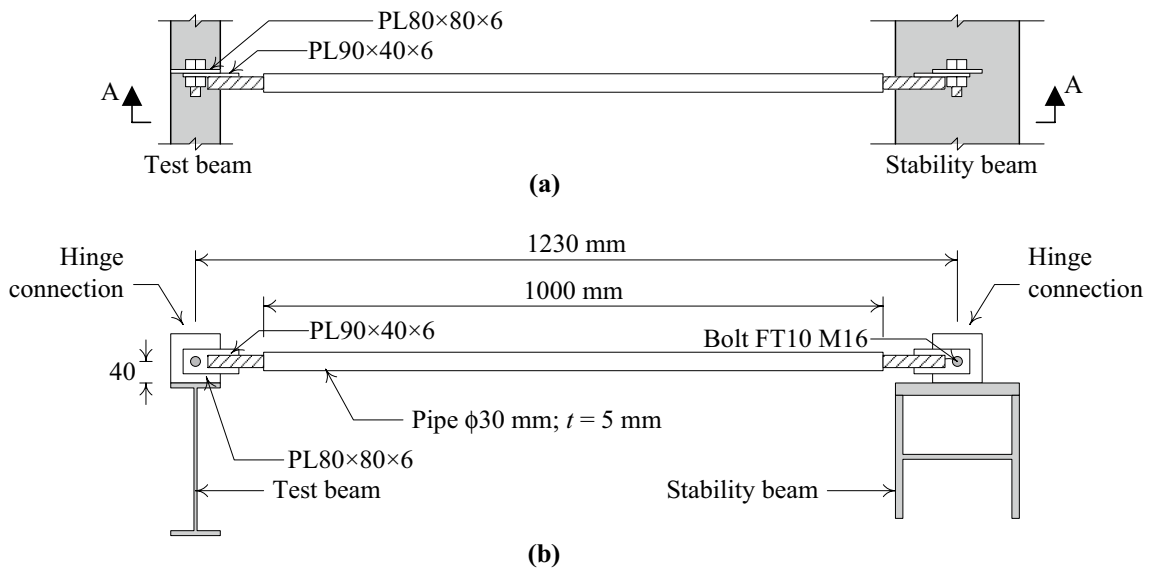 PL80×80×6
PL90×40×6
A
A
Test beam
Stability beam
(a)
1230 mm
Hinge
connection
Hinge
connection
1000 mm
PL90×40×6
Bolt FT10 M16
40
Pipe ϕ30 mm; t = 5 mm
PL80×80×6
Test beam
Stability beam
(b)